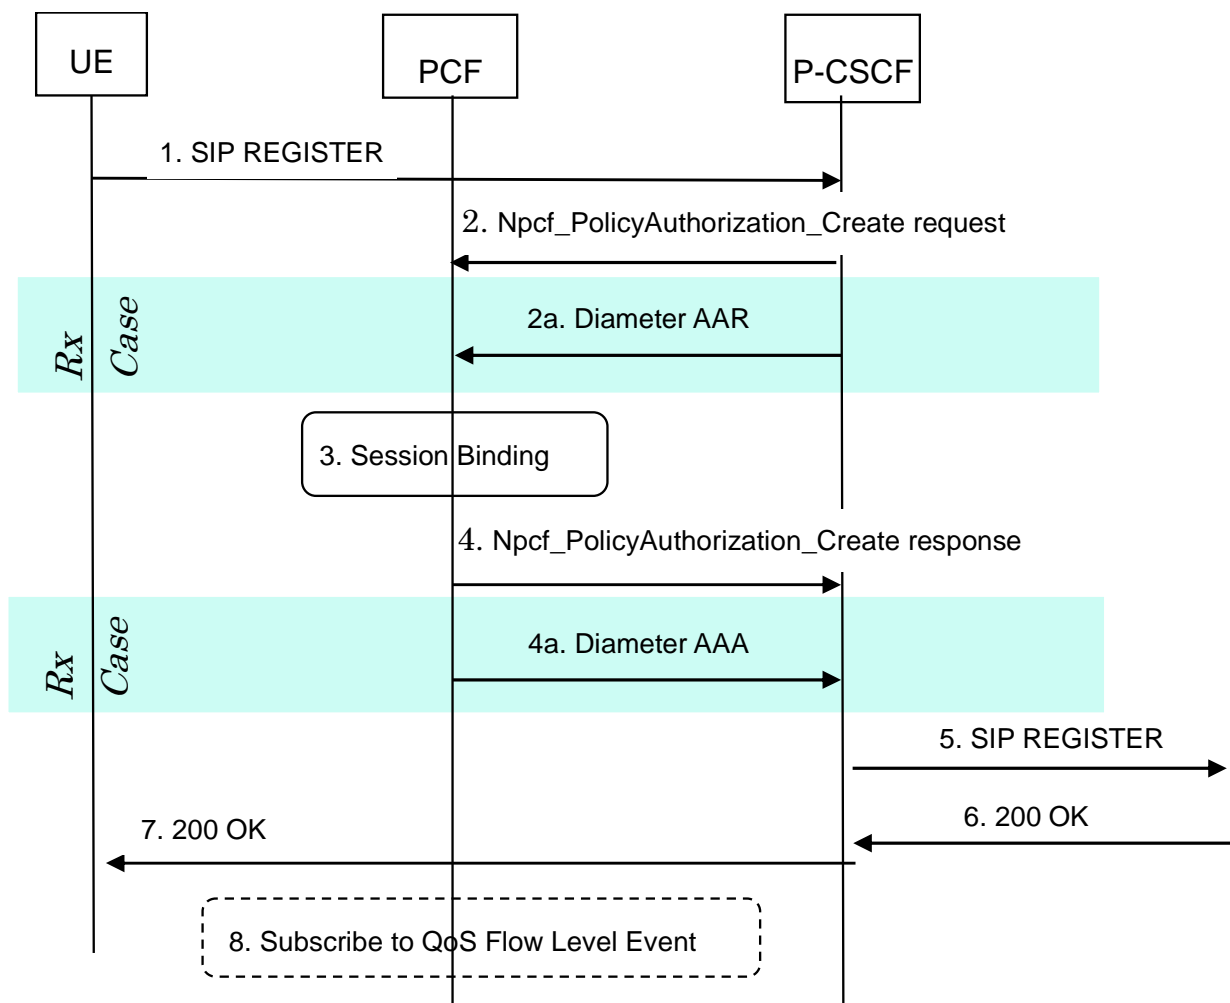 UE
PCF
P-CSCF
1. SIP REGISTER
2. Npcf_PolicyAuthorization_Create request
Rx
Case
2a. Diameter AAR
3. Session Binding
4. Npcf_PolicyAuthorization_Create response
Rx
Case
4a. Diameter AAA
5. SIP REGISTER
6. 200 OK
7. 200 OK
8. Subscribe to QoS Flow Level Event